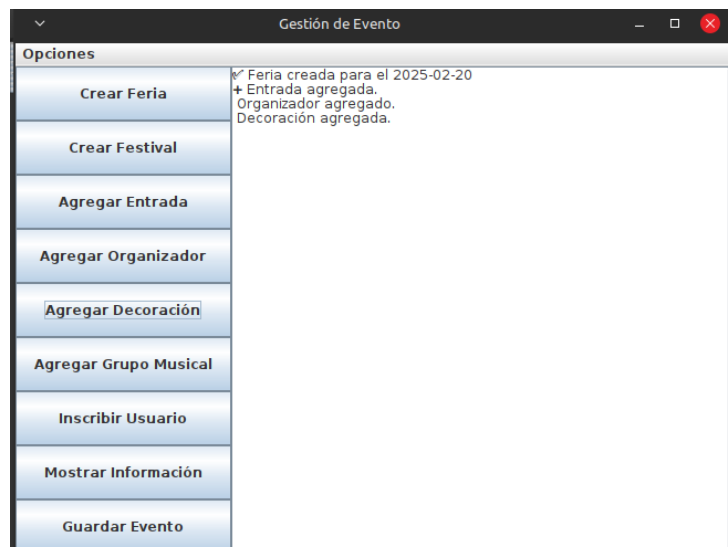 Gestión de Evento
Opciones
Crear Feria
Crear Festival
Agregar Entrada
Agregar Organizador
Agregar Decoración
Agregar Grupo Musical
Inscribir Usuario
Mostrar Información
Guardar Evento
✅ Feria creada para el 2025-02-20
➕ Entrada agregada.
Organizador agregado.
Decoración agregada.